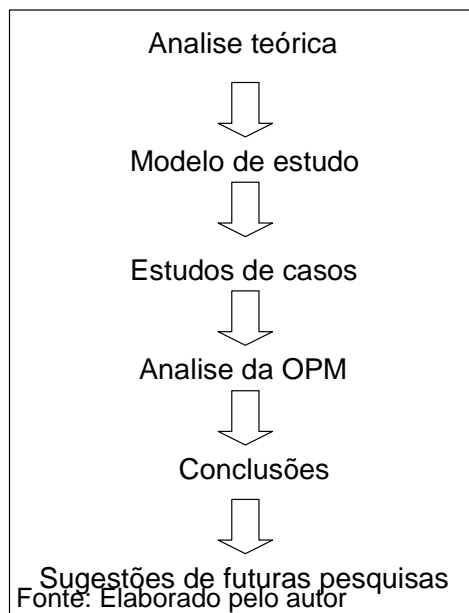 Analise teórica
Modelo de estudo
Estudos de casos
Analise da OPM
Conclusões
Sugestões de futuras pesquisas
Fonte: Elaborado pelo autor